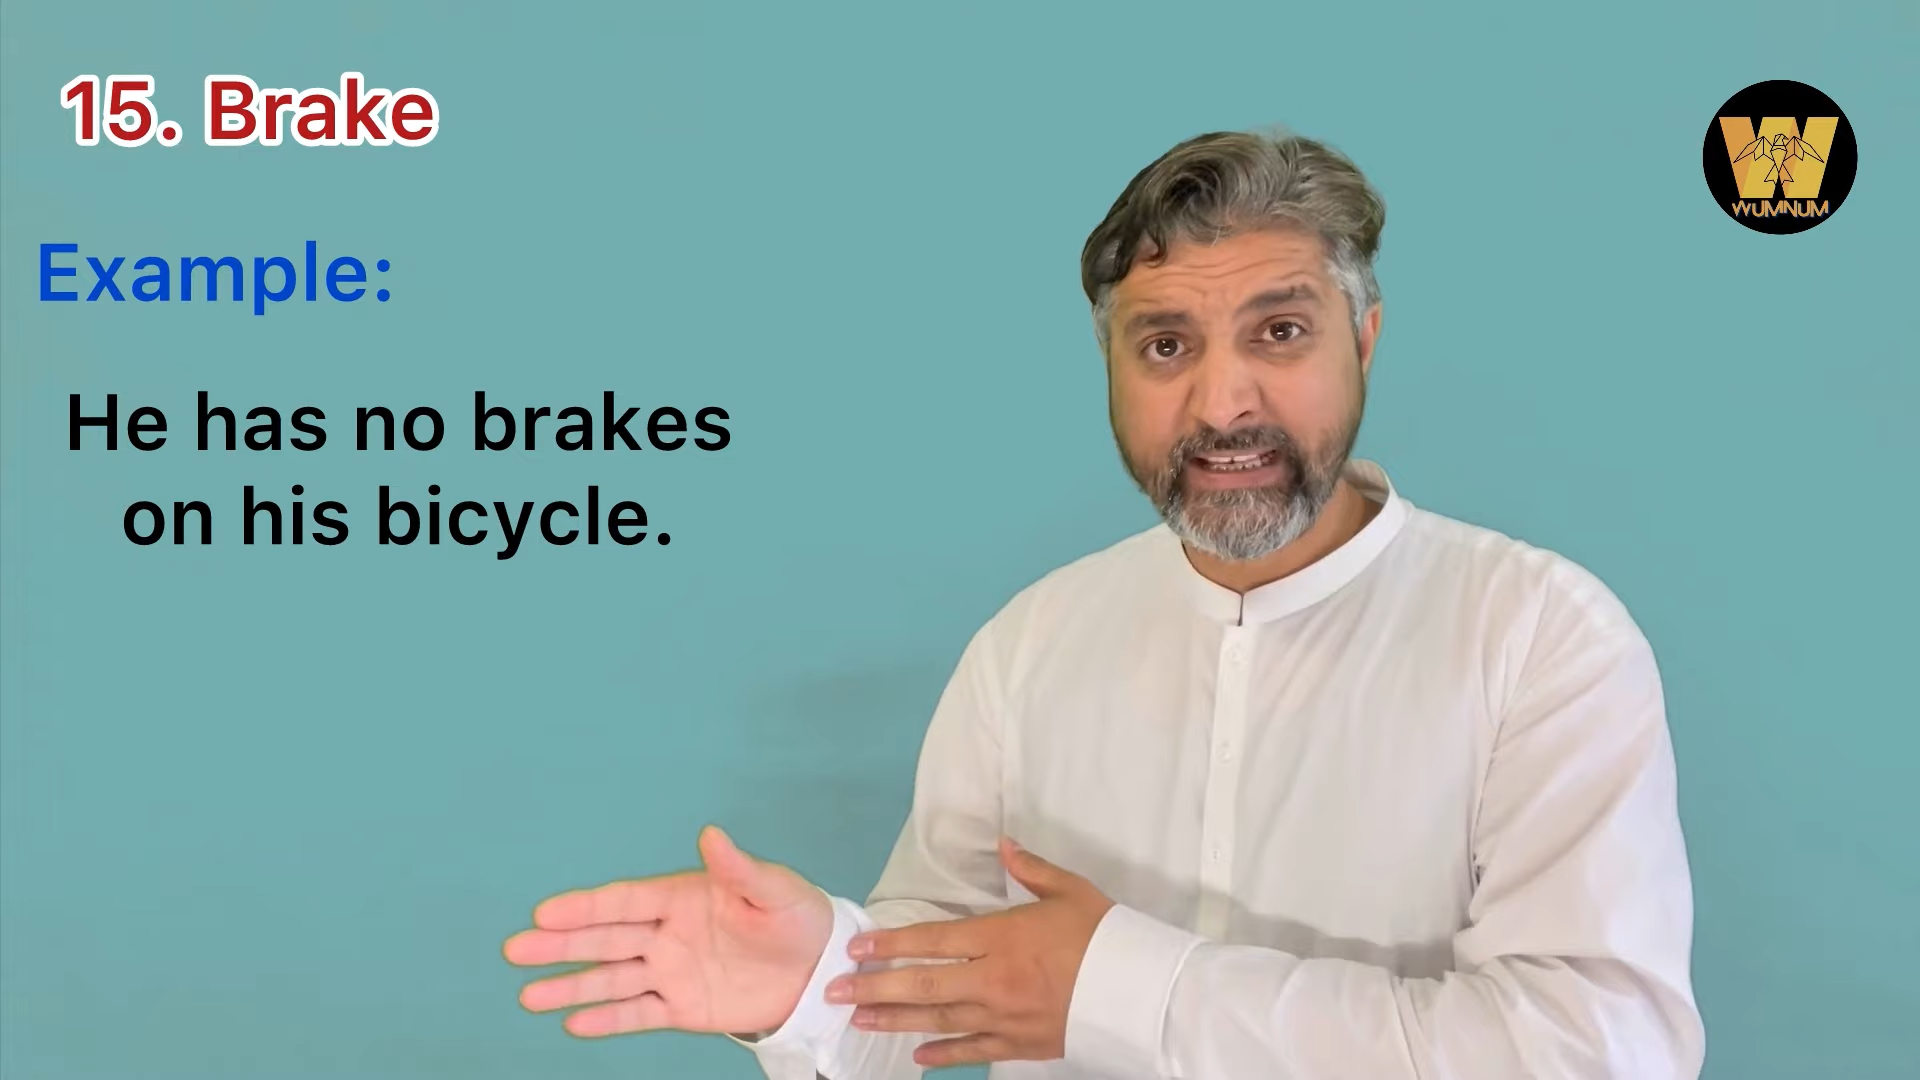 15. Brake
Example:
He has no brakes
on his bicycle.
W
WUMNUM